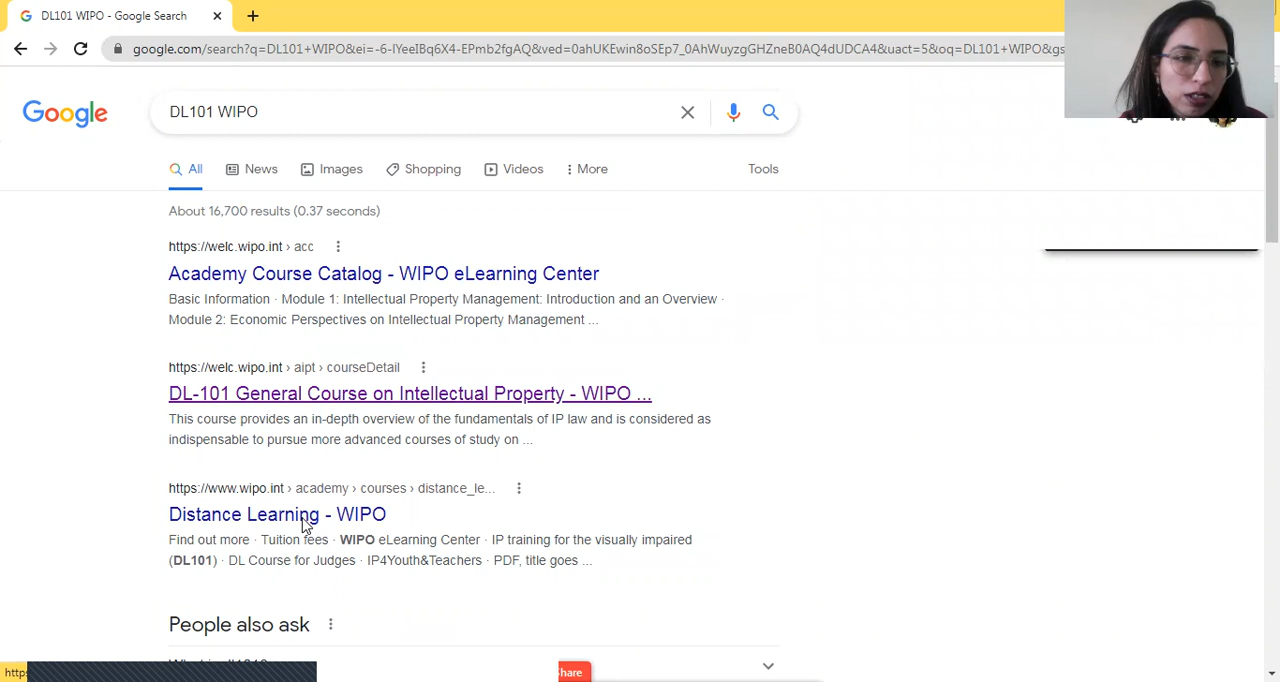 DL101 WIPO - Google Search
google.com/search?q=DL101+WIPO&ei=-6-IYeeIBq6X4-EPmb2fgAQ&ved=0ahUKEwin8oSEp7_0AhWuyzgGHZneB0AQ4dUDCA4&uact=5&oq=DL101+WIPO&gs
Google
DL101 WIPO
All News Images Shopping Videos More Tools
About 16,700 results (0.37 seconds)
https://welc.wipo.int › acc
Academy Course Catalog - WIPO eLearning Center
Basic Information · Module 1: Intellectual Property Management: Introduction and an Overview ·
Module 2: Economic Perspectives on Intellectual Property Management ...
https://welc.wipo.int › aipt › courseDetail
DL-101 General Course on Intellectual Property - WIPO ...
This course provides an in-depth overview of the fundamentals of IP law and is considered as
indispensable to pursue more advanced courses of study on ...
https://www.wipo.int › academy › courses › distance_le...
Distance Learning - WIPO
Find out more · Tuition fees · WIPO eLearning Center · IP training for the visually impaired
(DL101) · DL Course for Judges · IP4Youth&Teachers · PDF, title goes ...
People also ask